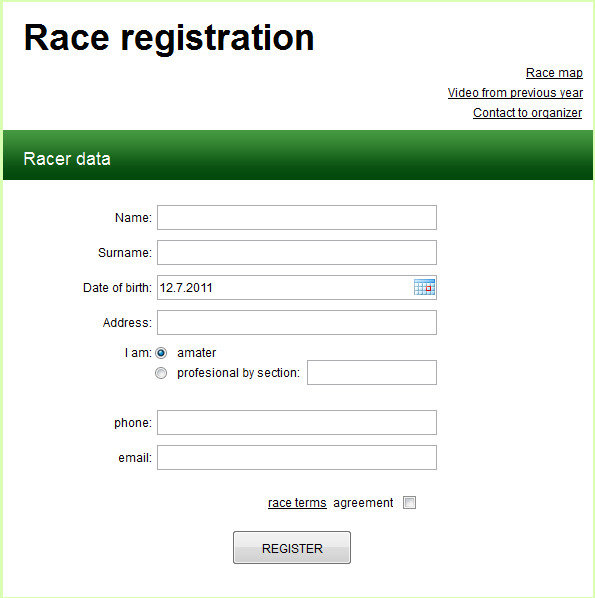 Race registration
Race map
Video from previous year
Contact to organizer
Racer data
Name:
Surname:
Date of birth: 12.7.2011
Address:
I am: amater
profesional by section:
phone:
email:
race terms agreement
REGISTER